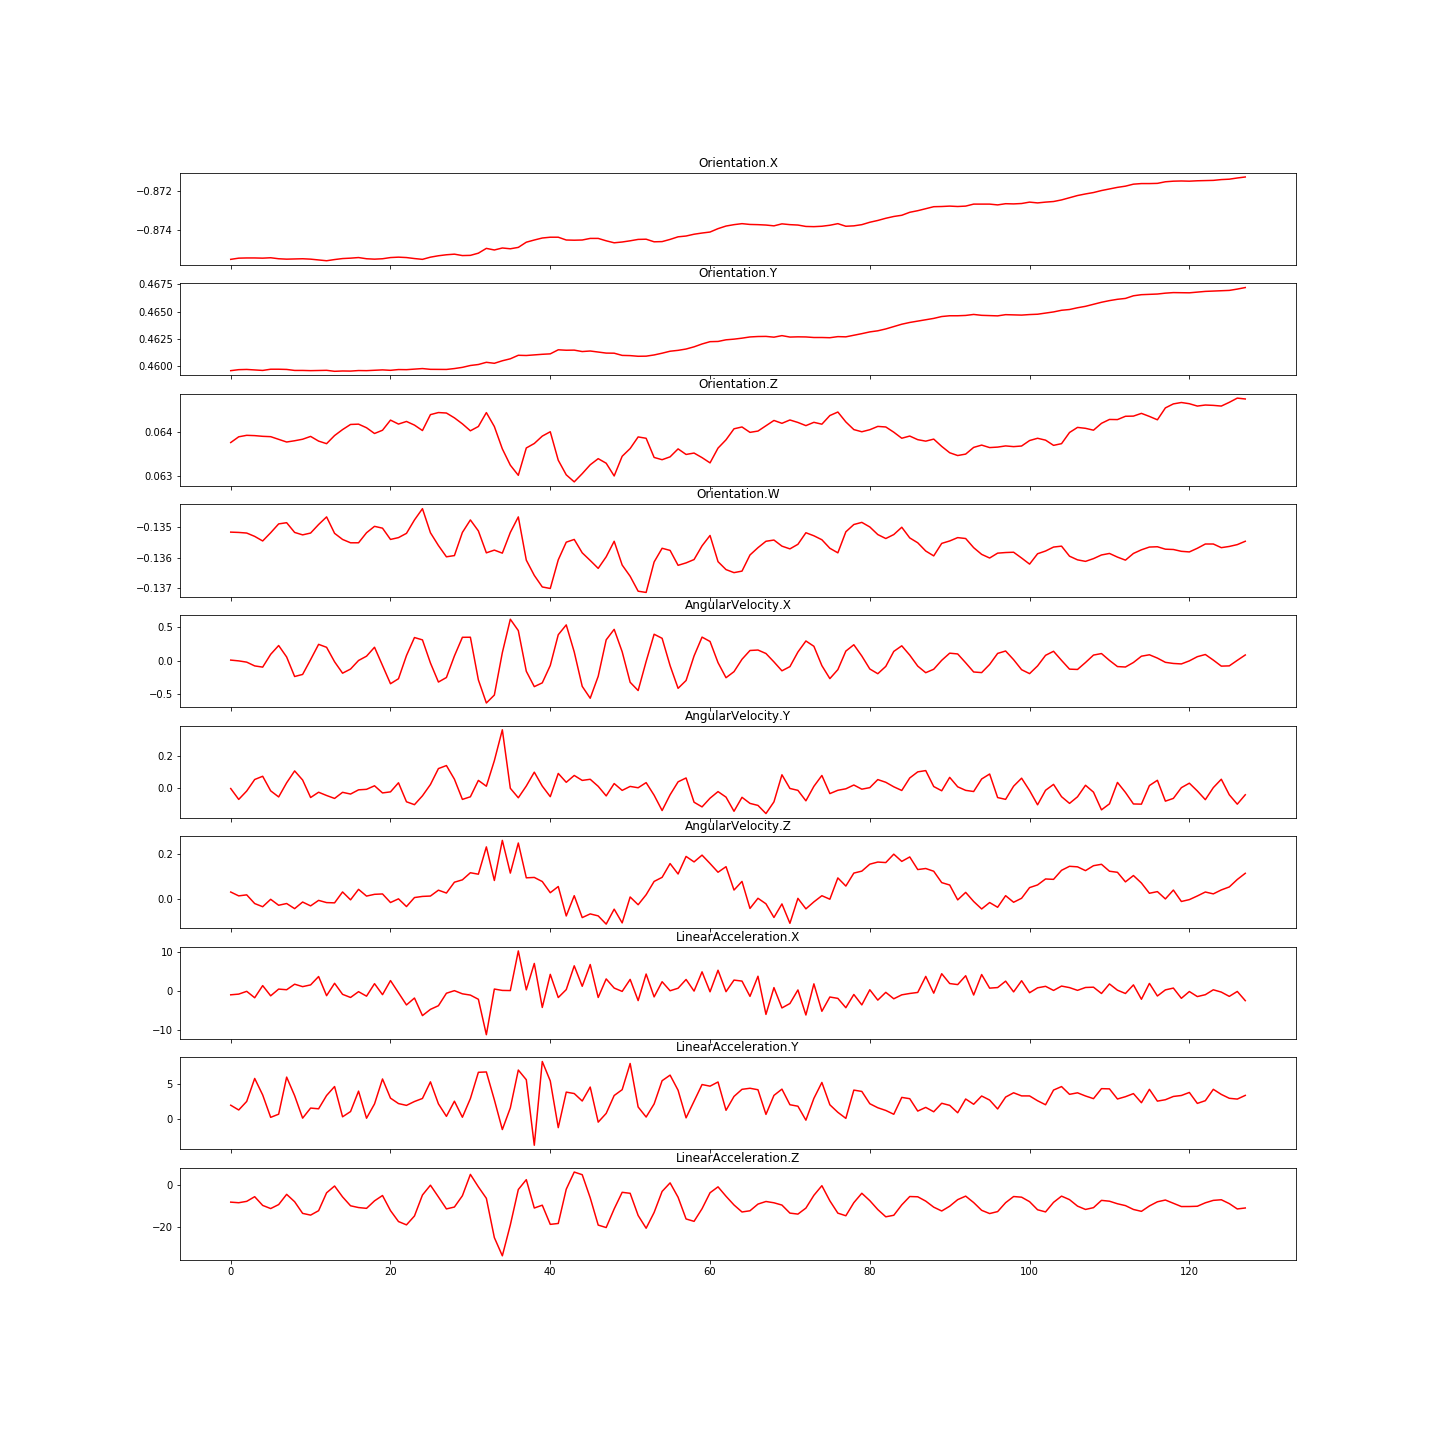 Orientation.X
−0.872
−0.874
Orientation.Y
0.4675
0.4650
0.4625
0.4600
Orientation.Z
0.064
0.063
Orientation.W
−0.135
−0.136
−0.137
AngularVelocity.X
0.5
0.0
−0.5
AngularVelocity.Y
0.2
0.0
AngularVelocity.Z
0.2
0.0
LinearAcceleration.X
10
0
−10
LinearAcceleration.Y
5
0
LinearAcceleration.Z
0
−20
0 20 40 60 80 100 120